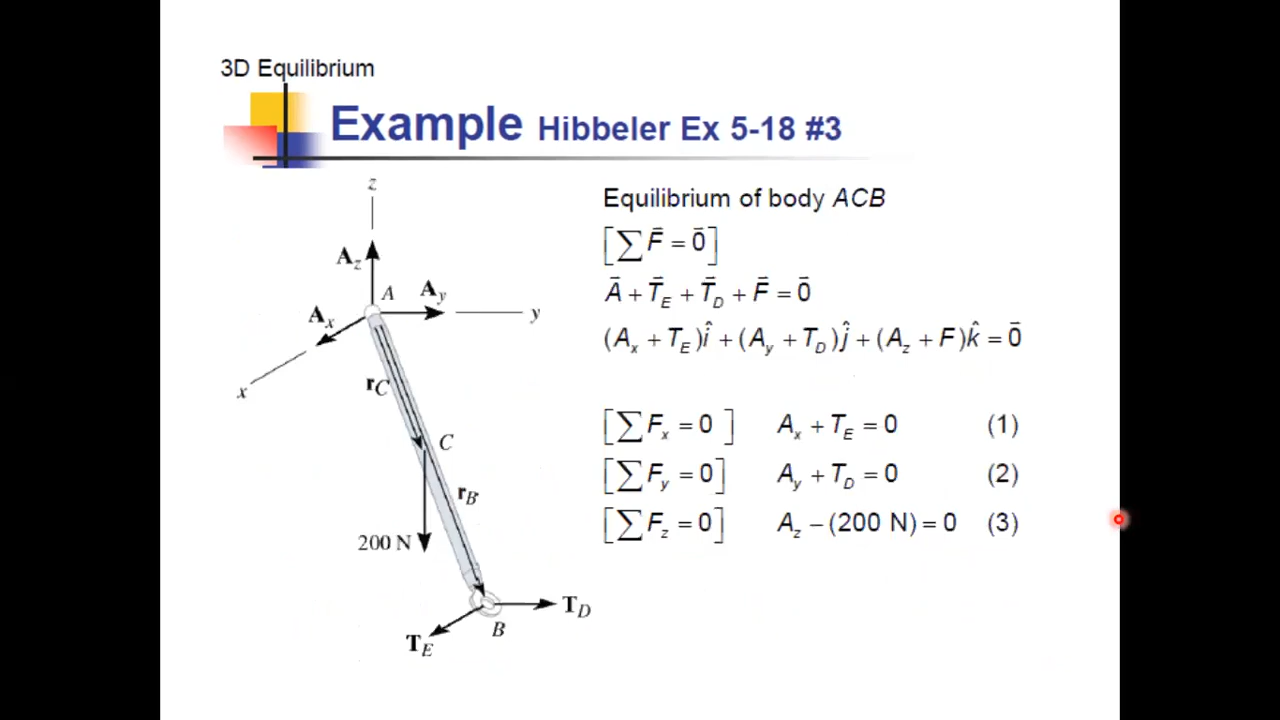 3D Equilibrium
Example Hibbeler Ex 5-18 #3
Equilibrium of body ACB
[∑F̄ = 0̄]
Ā + T̄_E + T̄_D + F̄ = 0̄
(A_x + T_E)î + (A_y + T_D)ĵ + (A_z + F)k̂ = 0̄
[∑F_x = 0 ] A_x + T_E = 0 (1)
[∑F_y = 0] A_y + T_D = 0 (2)
[∑F_z = 0] A_z − (200 N) = 0 (3)
z
A_z
A
A_y
y
A_x
x
r_C
C
r_B
200 N
T_D
B
T_E